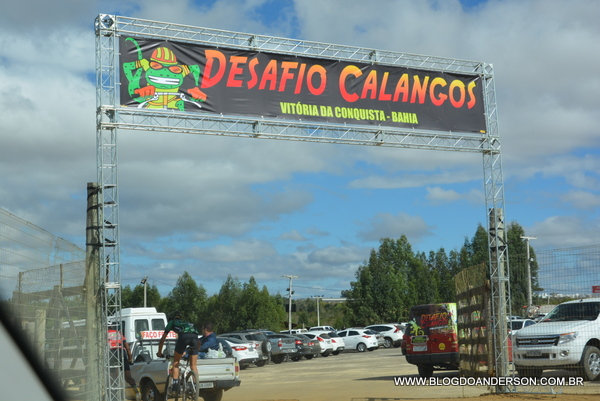 DESAFIO CALANGOS
VITÓRIA DA CONQUISTA - BAHIA
WWW.BLOGDOANDERSON.COM.BR